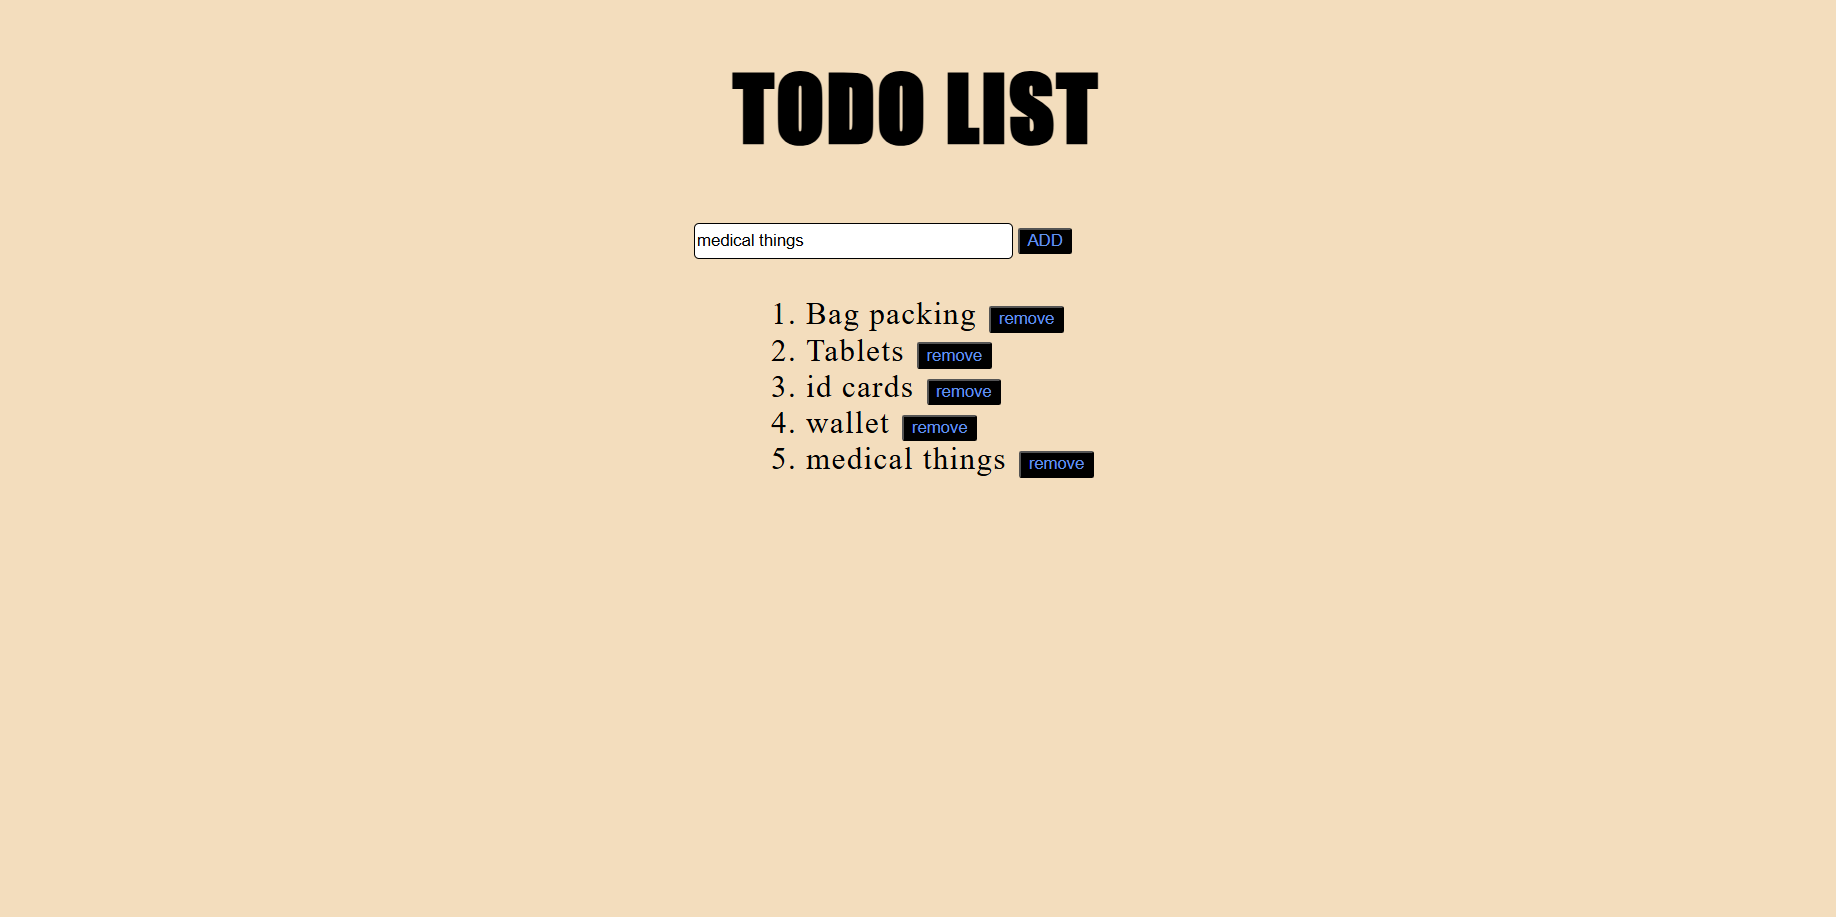 TODO LIST
medical things ADD
1. Bag packing remove
2. Tablets remove
3. id cards remove
4. wallet remove
5. medical things remove